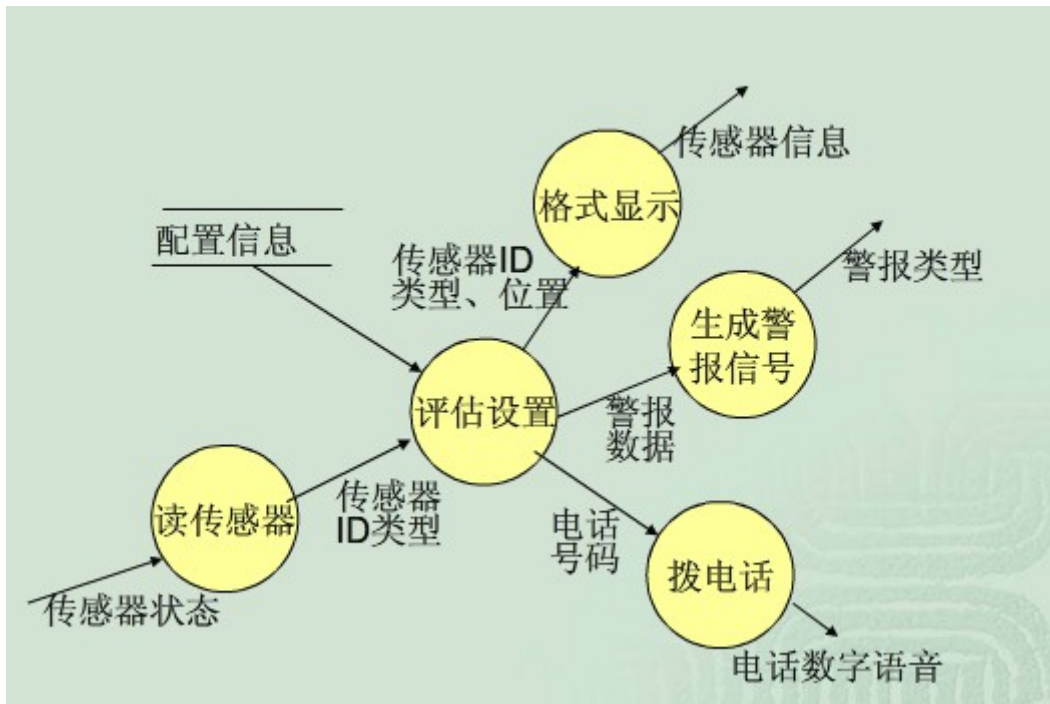 传感器信息
格式显示
配置信息
传感器ID
类型、位置
警报类型
生成警
报信号
评估设置
警报
数据
传感器
ID类型
读传感器
电话
号码
拨电话
传感器状态
电话数字语音